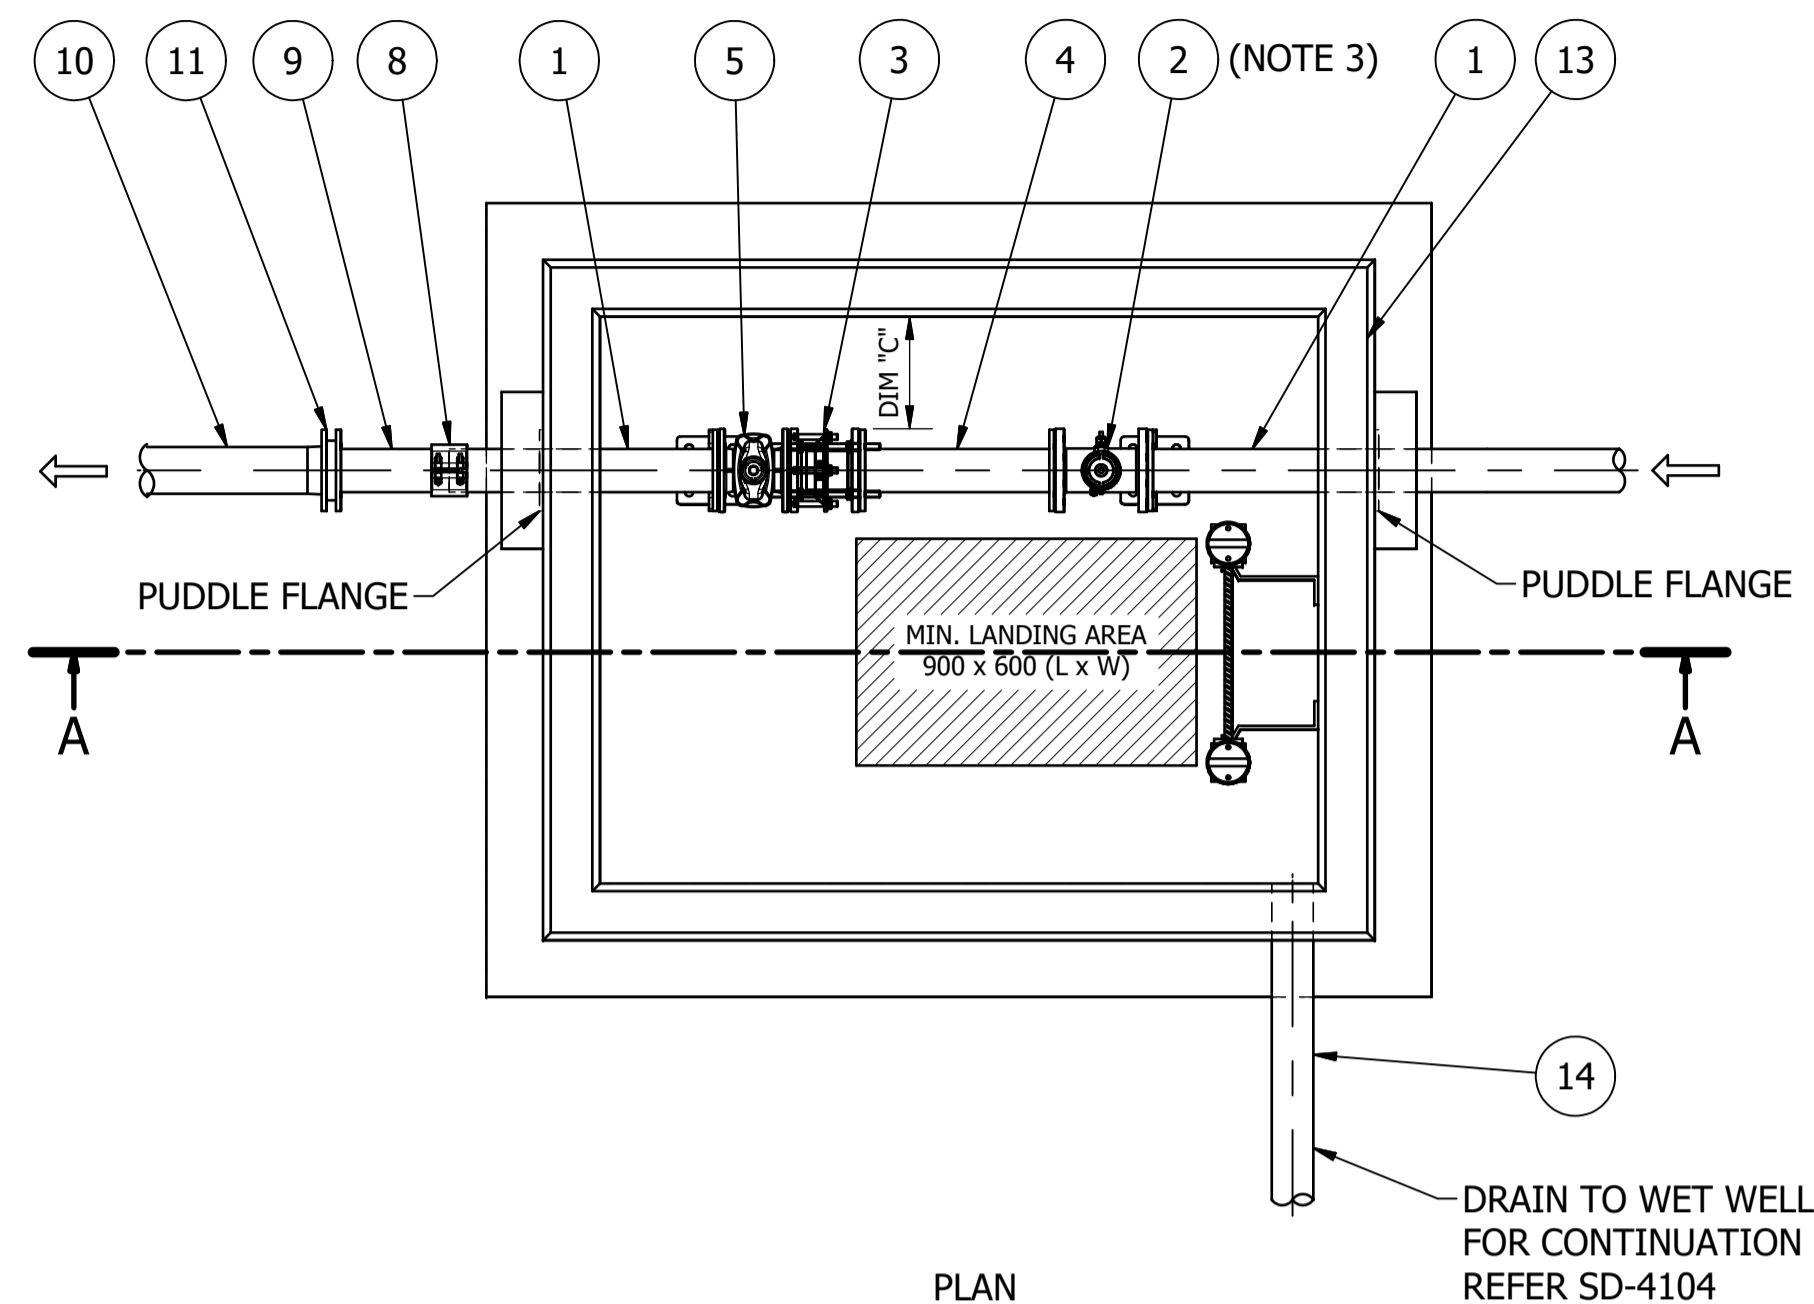 10 11 9 8 1 5 3 4 2 (NOTE 3) 1 13
DIM "C"
PUDDLE FLANGE
PUDDLE FLANGE
MIN. LANDING AREA
900 x 600 (L x W)
A A
14
DRAIN TO WET WELL
FOR CONTINUATION
REFER SD-4104
PLAN